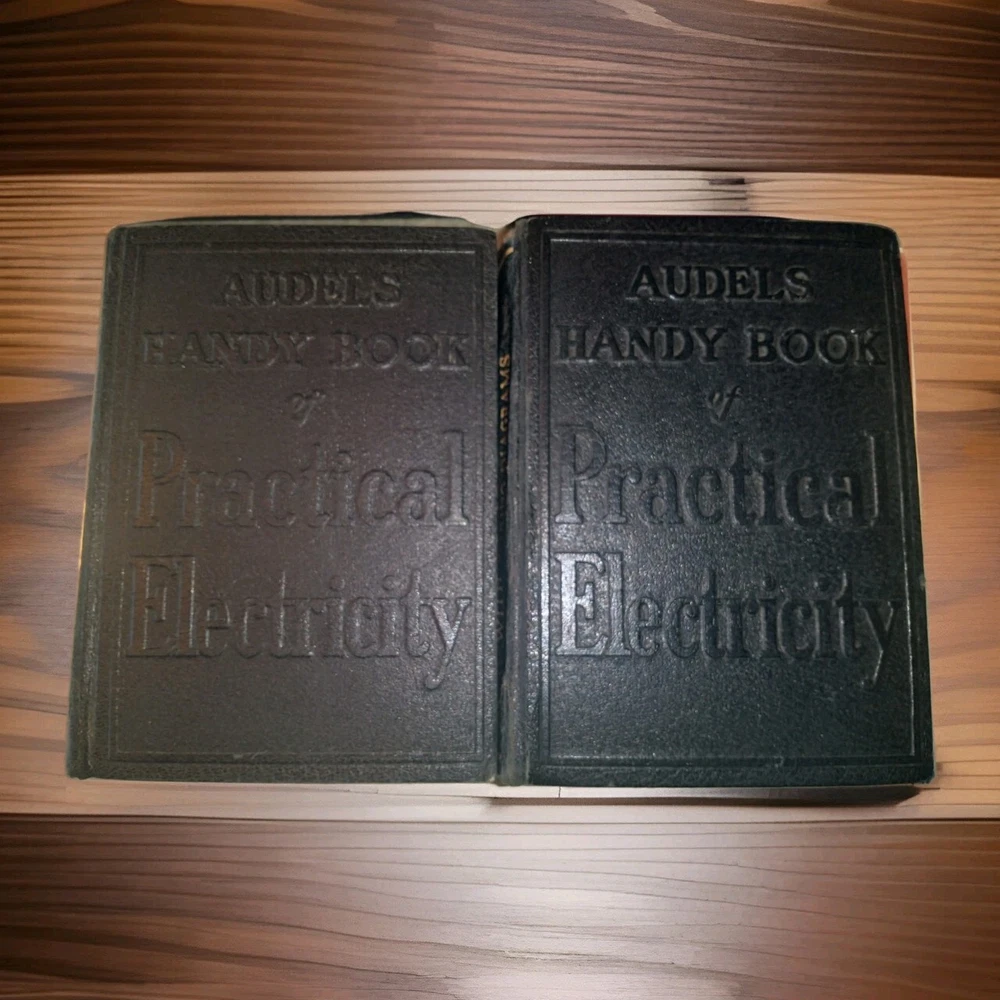 AUDELS
HANDY BOOK
of
Practical
Electricity
AUDELS
HANDY BOOK
of
Practical
Electricity